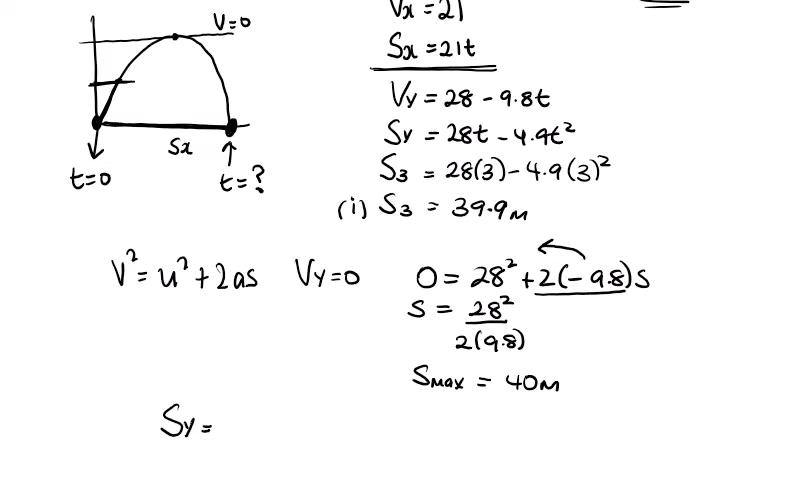 V=0
Sx
t=0
t=?
Vx = 21
Sx = 21t
Vy = 28 - 9.8t
Sy = 28t - 4.9t²
S₃ = 28(3) - 4.9(3)²
(i) S₃ = 39.9m
V² = u² + 2as Vy=0 0 = 28² + 2(-9.8)s
S = 28²
2(9.8)
Smax = 40m
Sy =